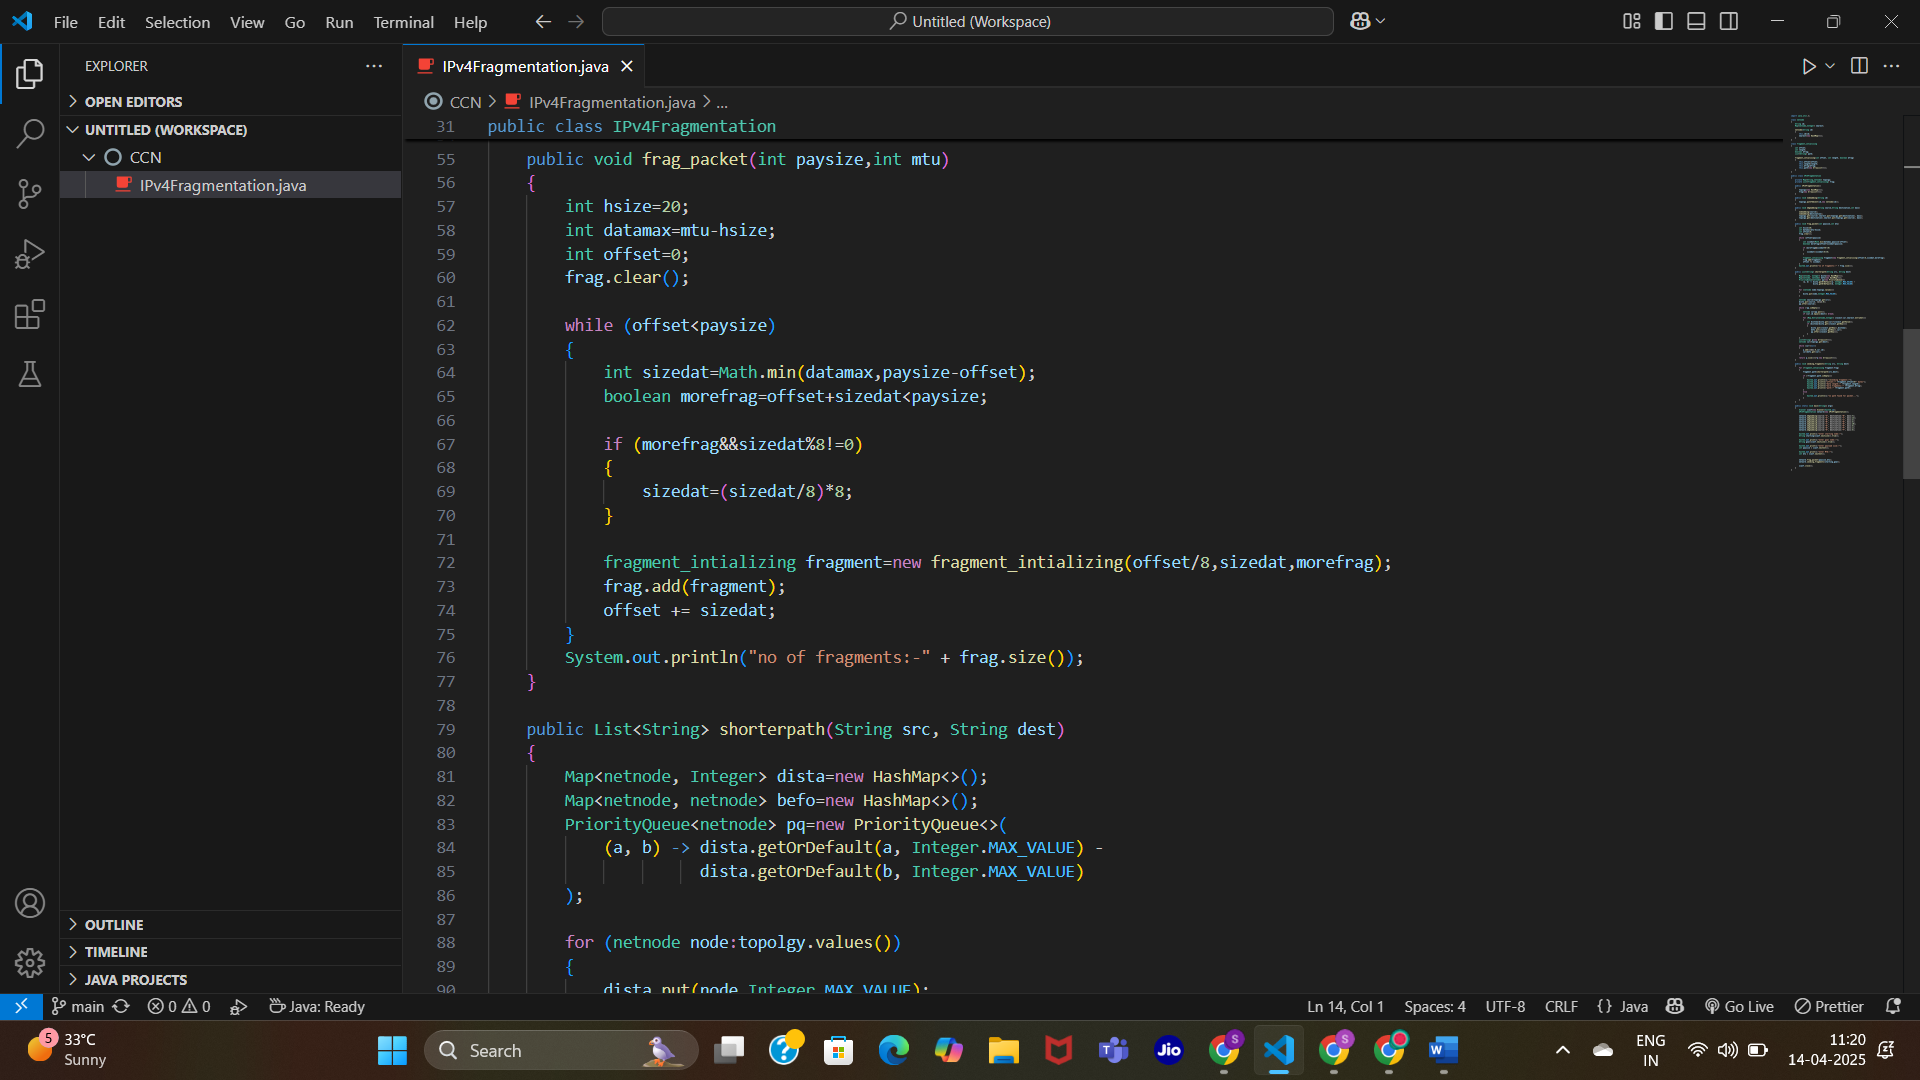 File Edit Selection View Go Run Terminal Help
Untitled (Workspace)
EXPLORER
OPEN EDITORS
UNTITLED (WORKSPACE)
CCN
IPv4Fragmentation.java
OUTLINE
TIMELINE
JAVA PROJECTS
IPv4Fragmentation.java
CCN > IPv4Fragmentation.java > ...
31 public class IPv4Fragmentation
55 public void frag_packet(int paysize,int mtu)
56 {
57 int hsize=20;
58 int datamax=mtu-hsize;
59 int offset=0;
60 frag.clear();
61
62 while (offset<paysize)
63 {
64 int sizedat=Math.min(datamax,paysize-offset);
65 boolean morefrag=offset+sizedat<paysize;
66
67 if (morefrag&&sizedat%8!=0)
68 {
69 sizedat=(sizedat/8)*8;
70 }
71
72 fragment_intializing fragment=new fragment_intializing(offset/8,sizedat,morefrag);
73 frag.add(fragment);
74 offset += sizedat;
75 }
76 System.out.println("no of fragments:-" + frag.size());
77 }
78
79 public List<String> shorterpath(String src, String dest)
80 {
81 Map<netnode, Integer> dista=new HashMap<>();
82 Map<netnode, netnode> befo=new HashMap<>();
83 PriorityQueue<netnode> pq=new PriorityQueue<>(
84 (a, b) -> dista.getOrDefault(a, Integer.MAX_VALUE) -
85 dista.getOrDefault(b, Integer.MAX_VALUE)
86 );
87
88 for (netnode node:topolgy.values())
89 {
90 dista.put(node,Integer.MAX_VALUE);
main 0 0 Java: Ready
Ln 14, Col 1 Spaces: 4 UTF-8 CRLF {} Java Go Live Prettier
5 33°C
Sunny
Search
Jio
S
S
ENG
IN
11:20
14-04-2025